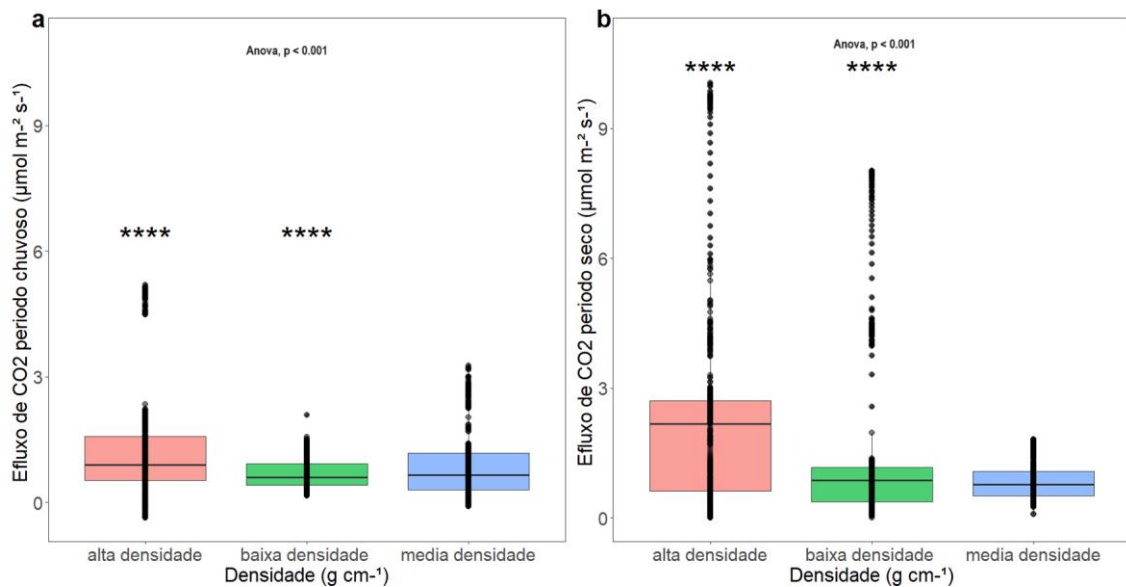 a
Anova, p < 0.001
**** ****
Efluxo de CO2 periodo chuvoso (µmol m-² s-¹)
9
6
3
0
alta densidade baixa densidade media densidade
Densidade (g cm-¹)
b
Anova, p < 0.001
**** ****
Efluxo de CO2 periodo seco (µmol m-² s-¹)
9
6
3
0
alta densidade baixa densidade media densidade
Densidade (g cm-¹)